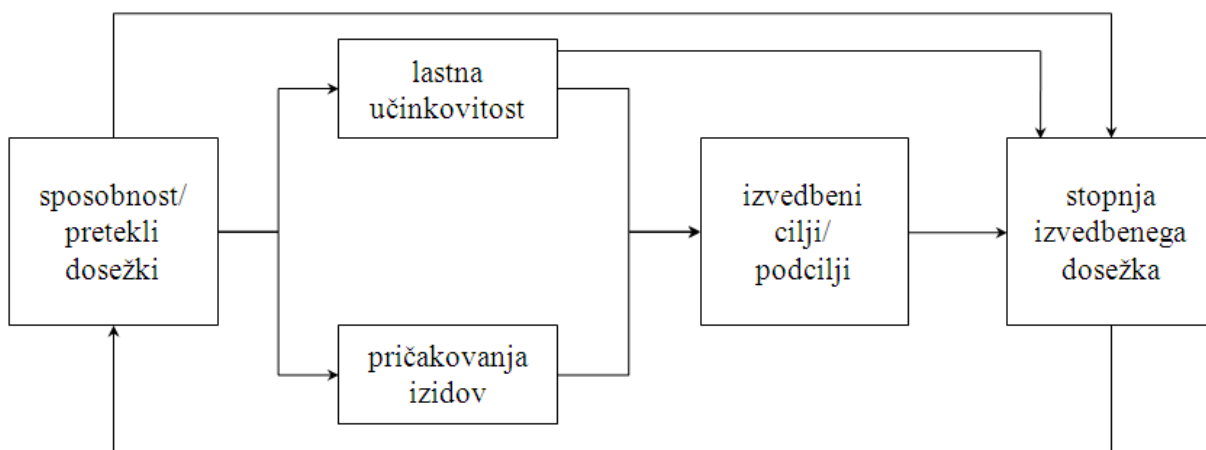 lastna
učinkovitost
sposobnost/
pretekli
dosežki
izvedbeni
cilji/
podcilji
stopnja
izvedbenega
dosežka
pričakovanja
izidov